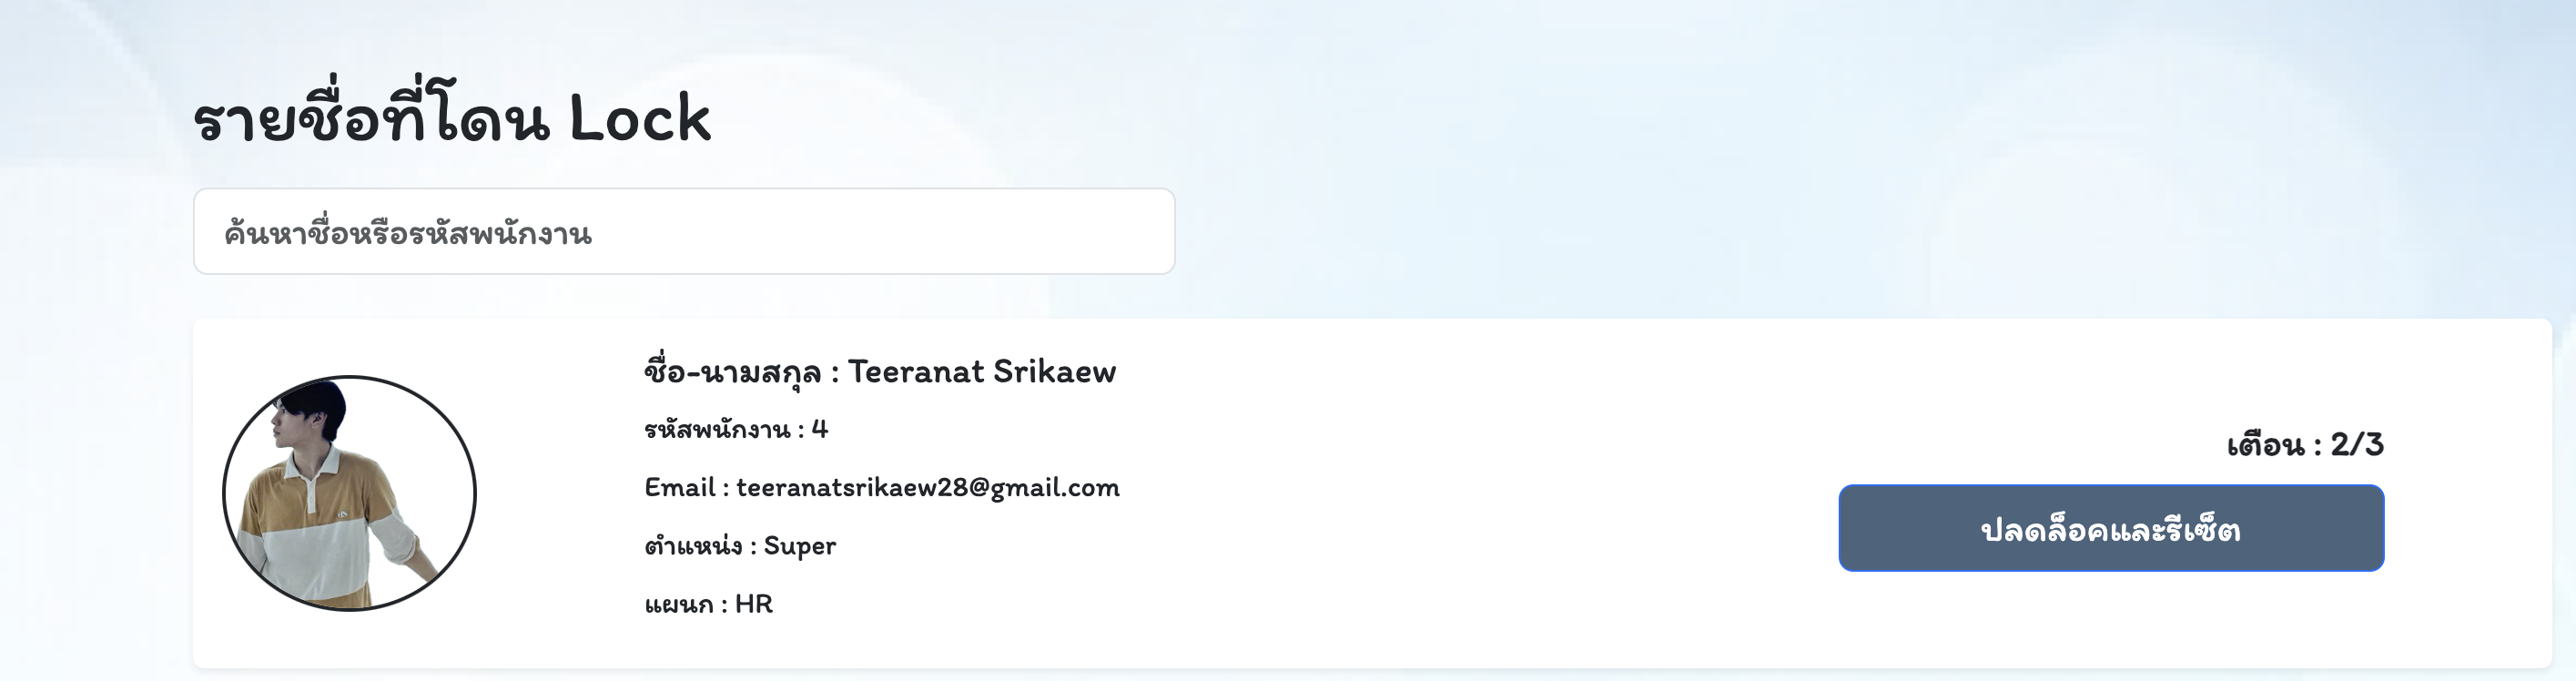 รายชื่อที่โดน Lock
ค้นหาชื่อหรือรหัสพนักงาน
ชื่อ-นามสกุล : Teeranat Srikaew
รหัสพนักงาน : 4
Email : teeranatsrikaew28@gmail.com
ตำแหน่ง : Super
แผนก : HR
เตือน : 2/3
ปลดล็อคและรีเซ็ต